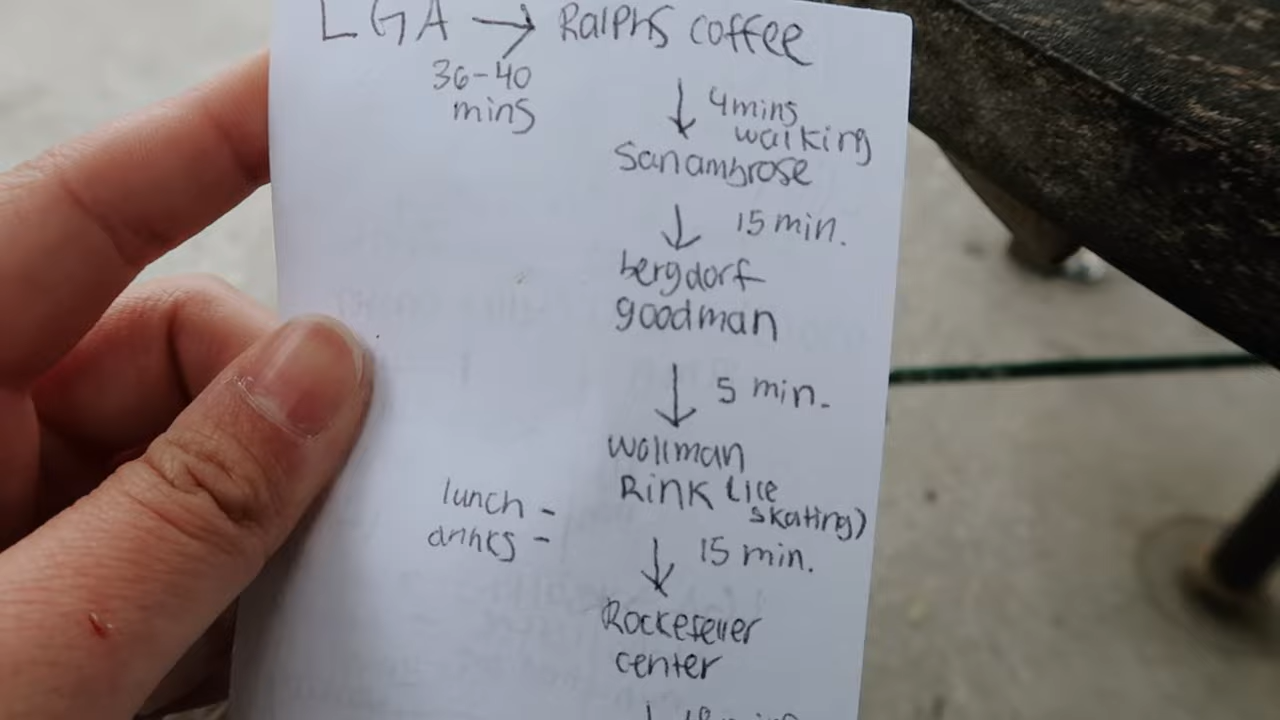 LGA → Ralphs coffee
36-40
mins
↓ 4mins
walking
Sanambrose
↓ 15 min.
bergdorf
goodman
↓ 5 min.
wollman
Rink (ice
skating)
lunch -
drinks -
↓ 15 min.
Rockefeller
center